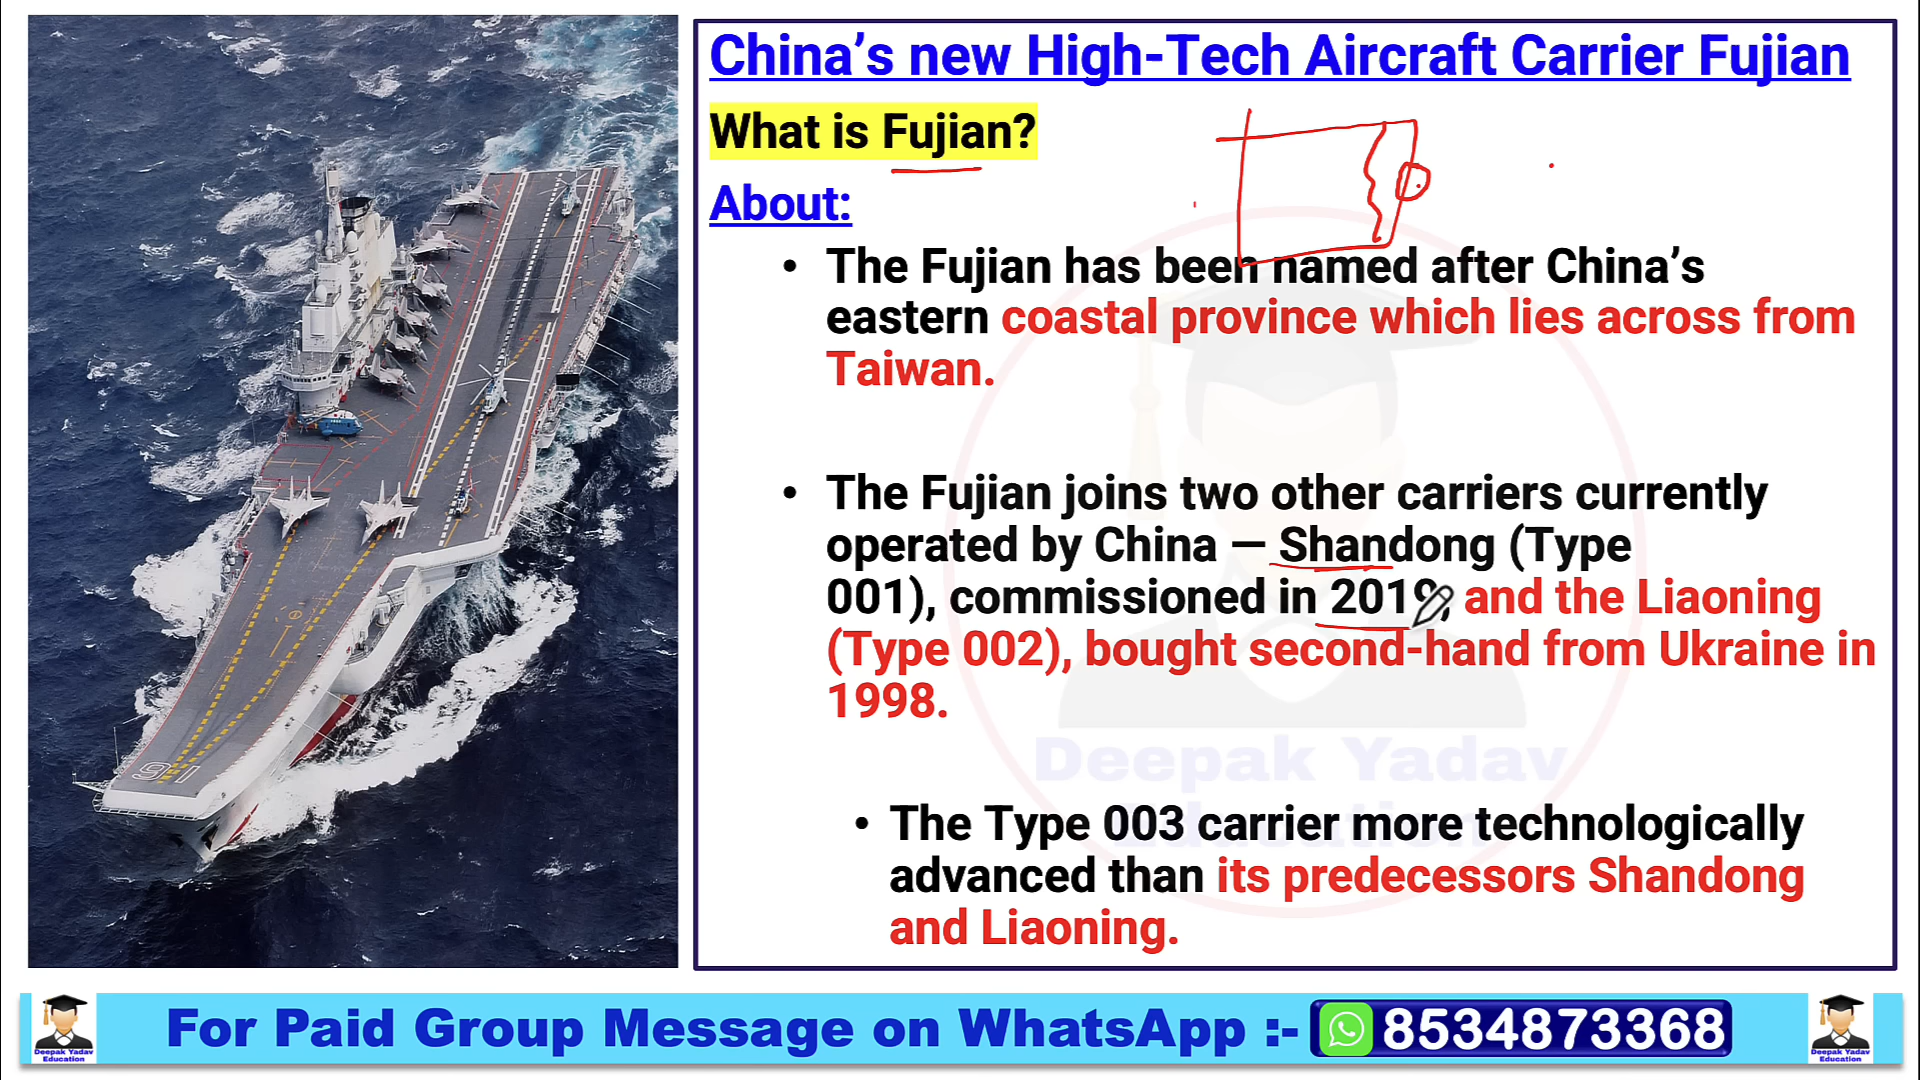 China’s new High-Tech Aircraft Carrier Fujian
What is Fujian?
About:
• The Fujian has been named after China’s
eastern coastal province which lies across from
Taiwan.
• The Fujian joins two other carriers currently
operated by China — Shandong (Type
001), commissioned in 2019, and the Liaoning
(Type 002), bought second-hand from Ukraine in
1998.
• The Type 003 carrier more technologically
advanced than its predecessors Shandong
and Liaoning.
Deepak Yadav
Education
16
Deepak Yadav
Education
For Paid Group Message on WhatsApp :- 8534873368
Deepak Yadav
Education